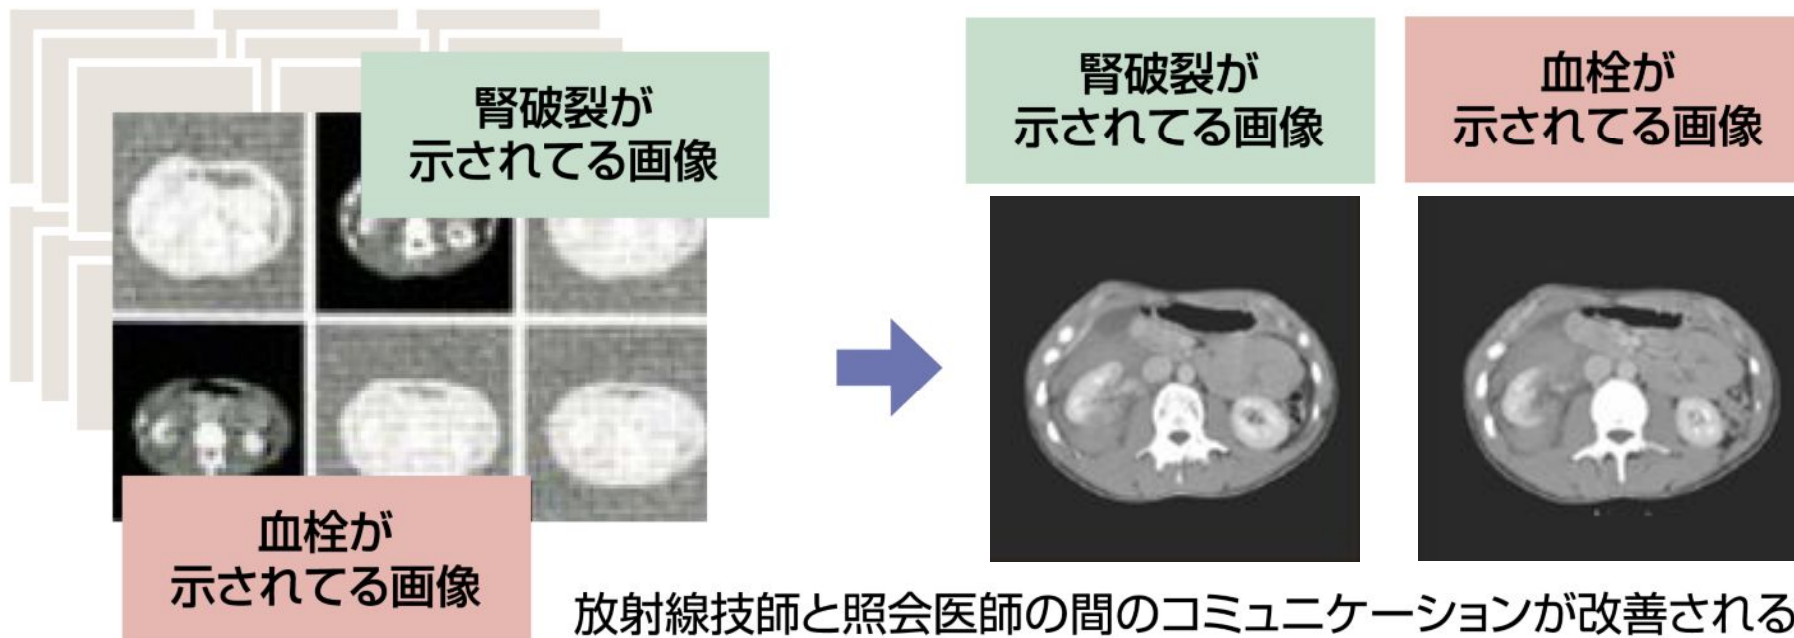 腎破裂が
示されてる画像
血栓が
示されてる画像
腎破裂が
示されてる画像
血栓が
示されてる画像
放射線技師と照会医師の間のコミュニケーションが改善される